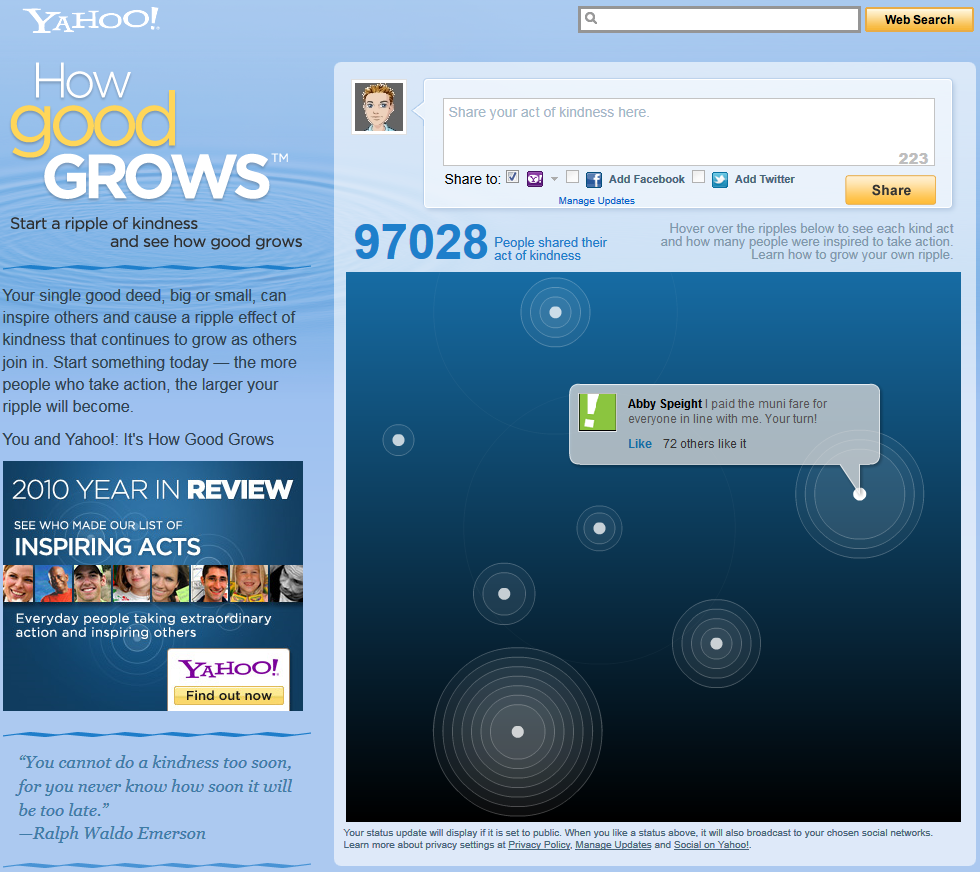 YAHOO!
Web Search
How
good
GROWS™
Start a ripple of kindness
and see how good grows
Your single good deed, big or small, can
inspire others and cause a ripple effect of
kindness that continues to grow as others
join in. Start something today — the more
people who take action, the larger your
ripple will become.
You and Yahoo!: It's How Good Grows
2010 YEAR IN REVIEW
SEE WHO MADE OUR LIST OF
INSPIRING ACTS
Everyday people taking extraordinary
action and inspiring others
YAHOO!
Find out now
“You cannot do a kindness too soon,
for you never know how soon it will
be too late.”
—Ralph Waldo Emerson
Share your act of kindness here.
223
Share to: Y! Add Facebook Add Twitter
Manage Updates
Share
97028 People shared their
act of kindness
Hover over the ripples below to see each kind act
and how many people were inspired to take action.
Learn how to grow your own ripple.
Abby Speight I paid the muni fare for
everyone in line with me. Your turn!
Like 72 others like it
Your status update will display if it is set to public. When you like a status above, it will also broadcast to your chosen social networks.
Learn more about privacy settings at Privacy Policy, Manage Updates and Social on Yahoo!.